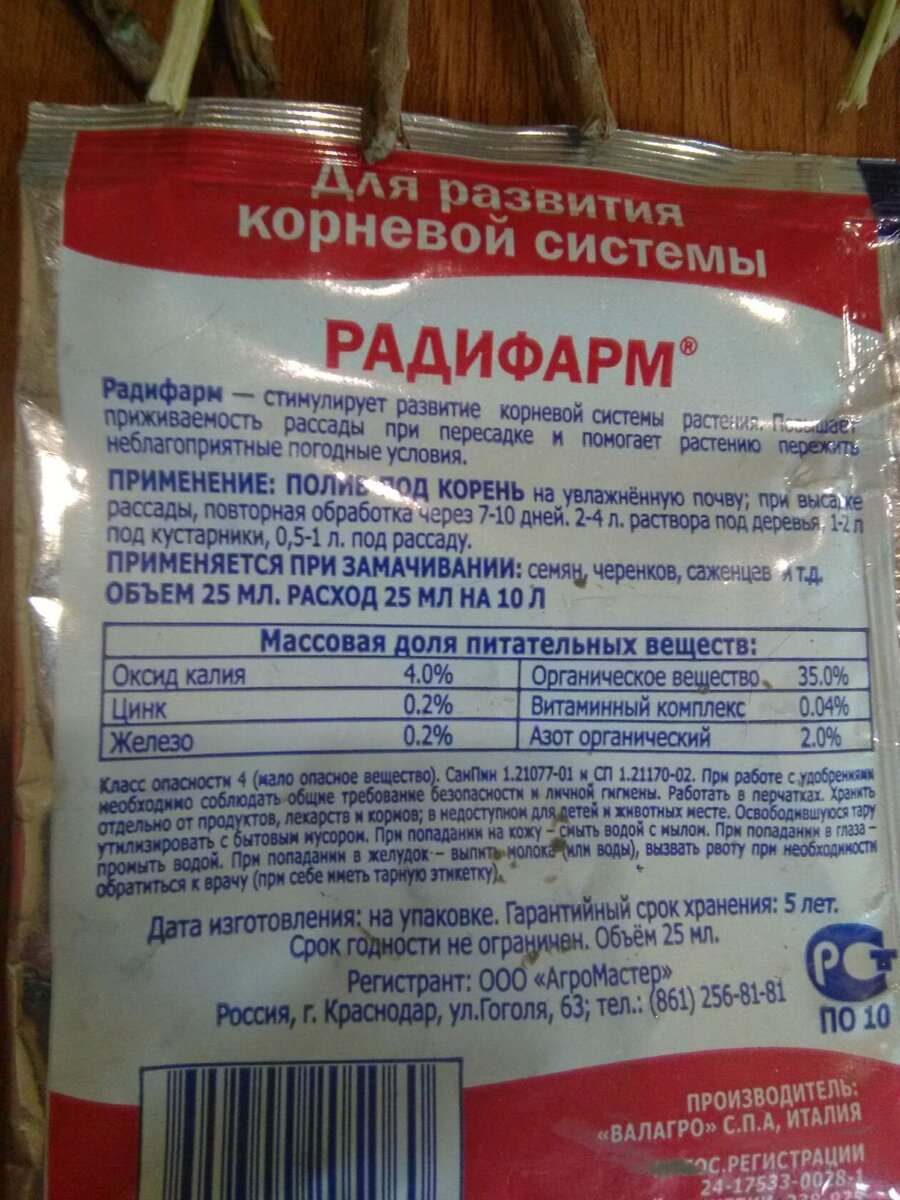 Для развития
корневой системы
РАДИФАРМ®
Радифарм — стимулирует развитие корневой системы растения. Повышает
приживаемость рассады при пересадке и помогает растению пережить
неблагоприятные погодные условия.
ПРИМЕНЕНИЕ: ПОЛИВ ПОД КОРЕНЬ на увлажнённую почву; при высадке
рассады, повторная обработка через 7-10 дней. 2-4 л. раствора под деревья, 1-2 л
под кустарники, 0,5-1 л. под рассаду.
ПРИМЕНЯЕТСЯ ПРИ ЗАМАЧИВАНИИ: семян, черенков, саженцев и т.д.
ОБЪЕМ 25 МЛ. РАСХОД 25 МЛ НА 10 Л
Массовая доля питательных веществ:
Оксид калия 4.0% Органическое вещество 35.0%
Цинк 0.2% Витаминный комплекс 0.04%
Железо 0.2% Азот органический 2.0%
Класс опасности 4 (мало опасное вещество). СанПин 1.21077-01 и СП 1.21170-02. При работе с удобрениями
необходимо соблюдать общие требование безопасности и личной гигиены. Работать в перчатках. Хранить
отдельно от продуктов, лекарств и кормов; в недоступном для детей и животных месте. Освободившуюся тару
утилизировать с бытовым мусором. При попадании на кожу – смыть водой с мылом. При попадании в глаза –
промыть водой. При попадании в желудок – выпить молока (или воды), вызвать рвоту при необходимости
обратиться к врачу (при себе иметь тарную этикетку).
Дата изготовления: на упаковке. Гарантийный срок хранения: 5 лет.
Срок годности не ограничен. Объём 25 мл.
Регистрант: ООО «АгроМастер»
Россия, г. Краснодар, ул.Гоголя, 63; тел.: (861) 256-81-81
РСТ
ПО 10
ПРОИЗВОДИТЕЛЬ:
«ВАЛАГРО» С.П.А, ИТАЛИЯ
ГОС.РЕГИСТРАЦИИ
24-17533-0028-1